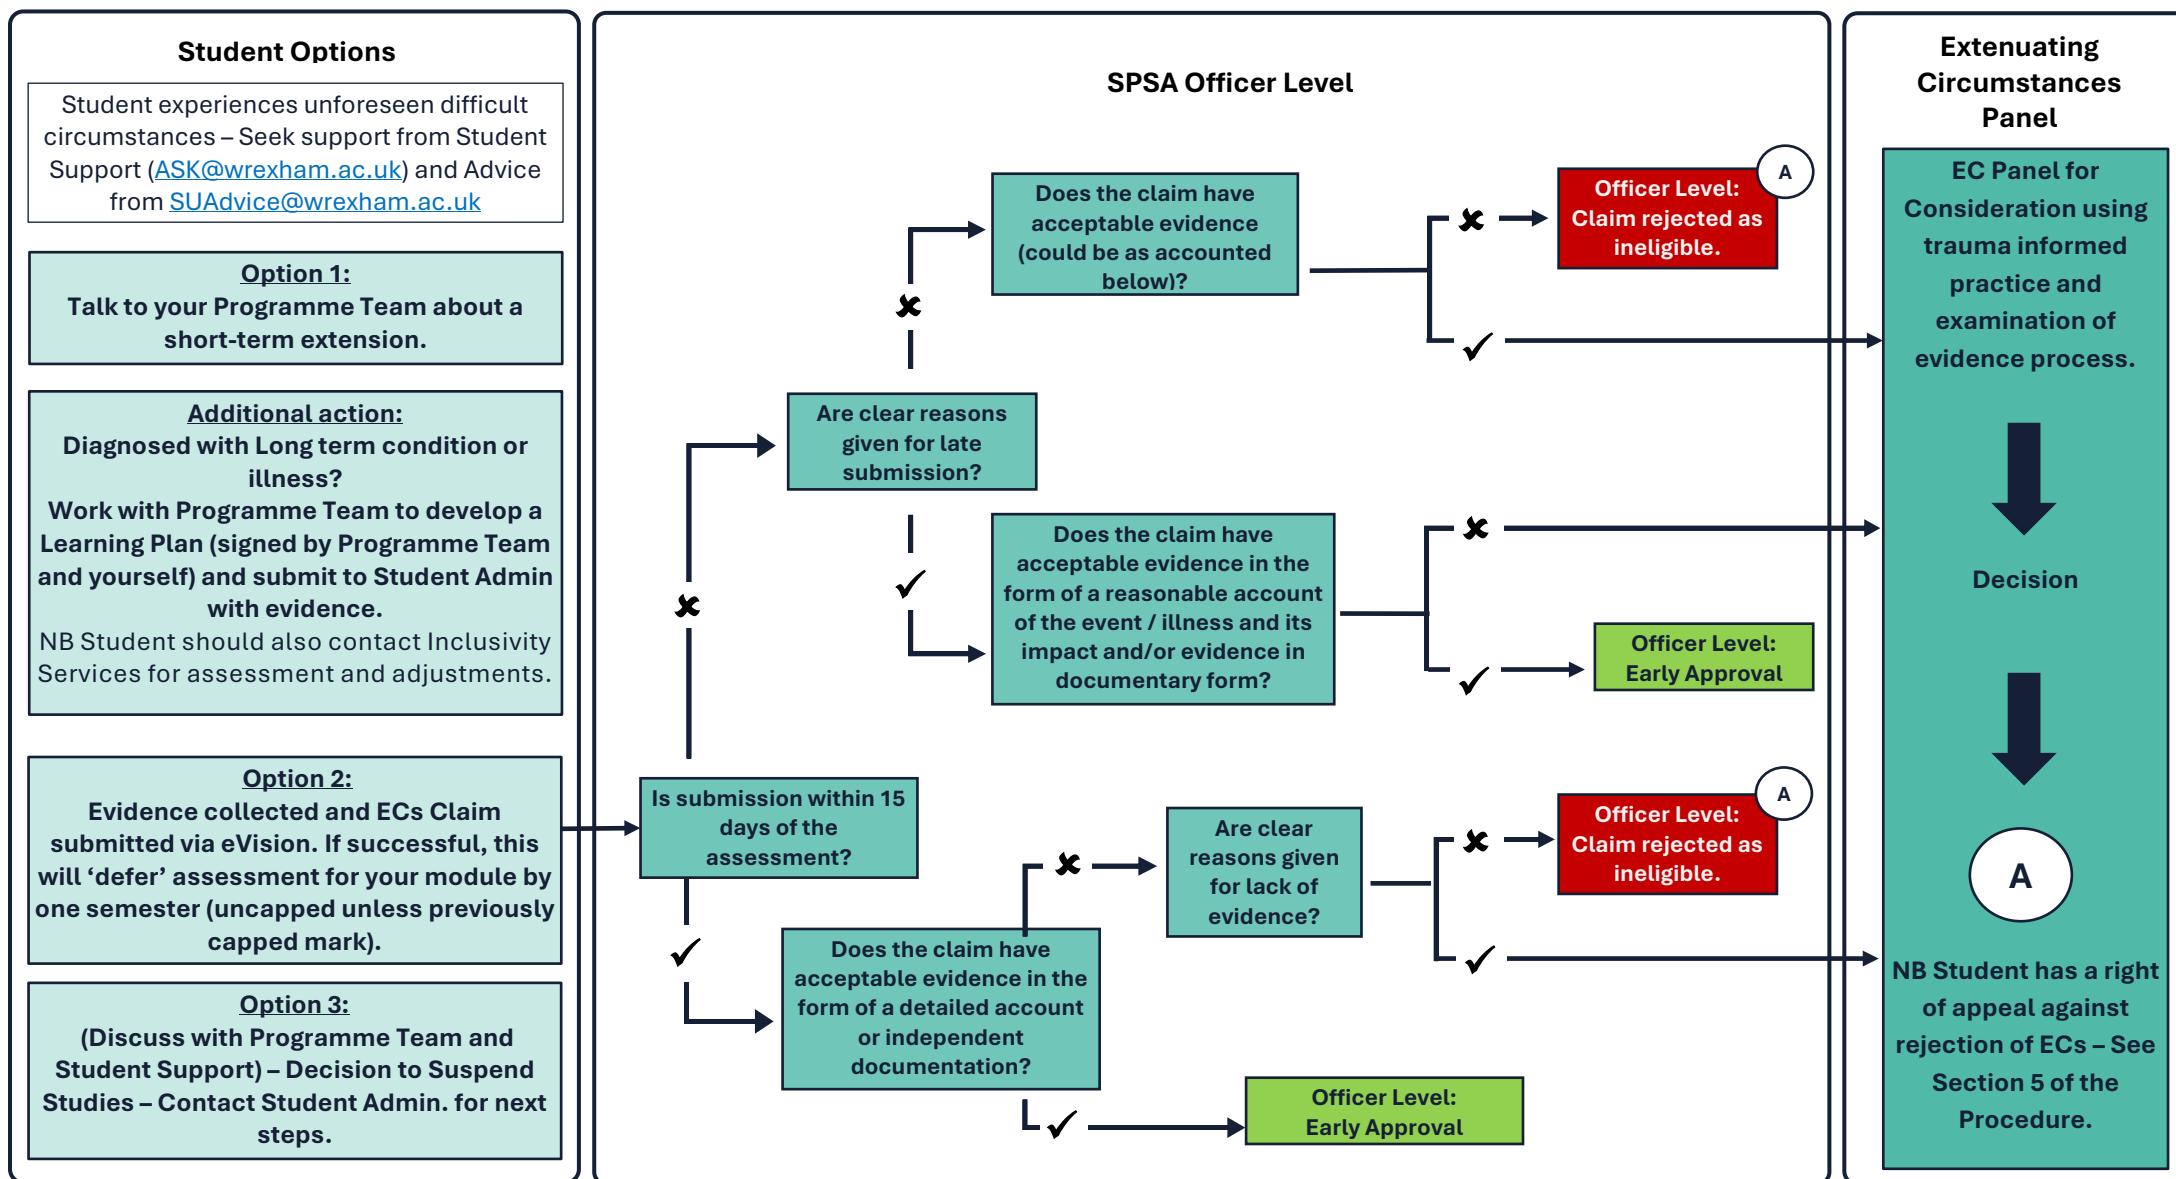 Student Options
Student experiences unforeseen difficult
circumstances – Seek support from Student
Support (ASK@wrexham.ac.uk) and Advice
from SUAdvice@wrexham.ac.uk
Option 1:
Talk to your Programme Team about a
short-term extension.
Additional action:
Diagnosed with Long term condition or
illness?
Work with Programme Team to develop a
Learning Plan (signed by Programme Team
and yourself) and submit to Student Admin
with evidence.
NB Student should also contact Inclusivity
Services for assessment and adjustments.
Option 2:
Evidence collected and ECs Claim
submitted via eVision. If successful, this
will ‘defer’ assessment for your module by
one semester (uncapped unless previously
capped mark).
Option 3:
(Discuss with Programme Team and
Student Support) – Decision to Suspend
Studies – Contact Student Admin. for next
steps.
SPSA Officer Level
Does the claim have
acceptable evidence
(could be as accounted
below)?
Officer Level:
Claim rejected as
ineligible.
A
Are clear reasons
given for late
submission?
Does the claim have
acceptable evidence in the
form of a reasonable account
of the event / illness and its
impact and/or evidence in
documentary form?
Officer Level:
Early Approval
Is submission within 15
days of the
assessment?
Are clear
reasons given
for lack of
evidence?
Officer Level:
Claim rejected as
ineligible.
A
Does the claim have
acceptable evidence in the
form of a detailed account
or independent
documentation?
Officer Level:
Early Approval
Extenuating
Circumstances
Panel
EC Panel for
Consideration using
trauma informed
practice and
examination of
evidence process.
Decision
A
NB Student has a right
of appeal against
rejection of ECs – See
Section 5 of the
Procedure.